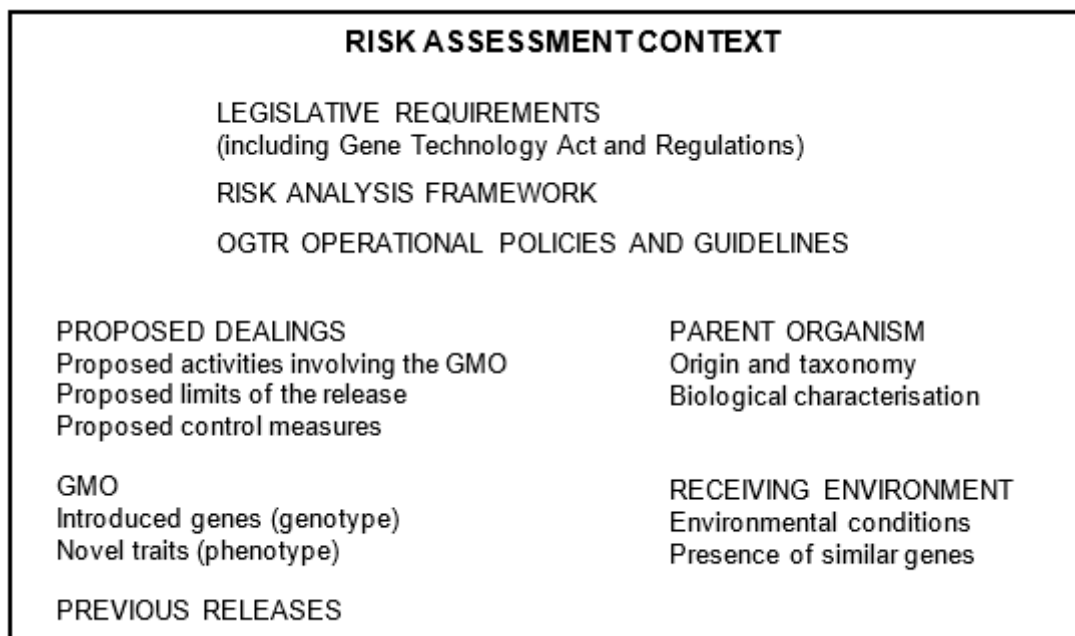 RISK ASSESSMENT CONTEXT
LEGISLATIVE REQUIREMENTS
(including Gene Technology Act and Regulations)
RISK ANALYSIS FRAMEWORK
OGTR OPERATIONAL POLICIES AND GUIDELINES
PROPOSED DEALINGS
Proposed activities involving the GMO
Proposed limits of the release
Proposed control measures
PARENT ORGANISM
Origin and taxonomy
Biological characterisation
GMO
Introduced genes (genotype)
Novel traits (phenotype)
RECEIVING ENVIRONMENT
Environmental conditions
Presence of similar genes
PREVIOUS RELEASES